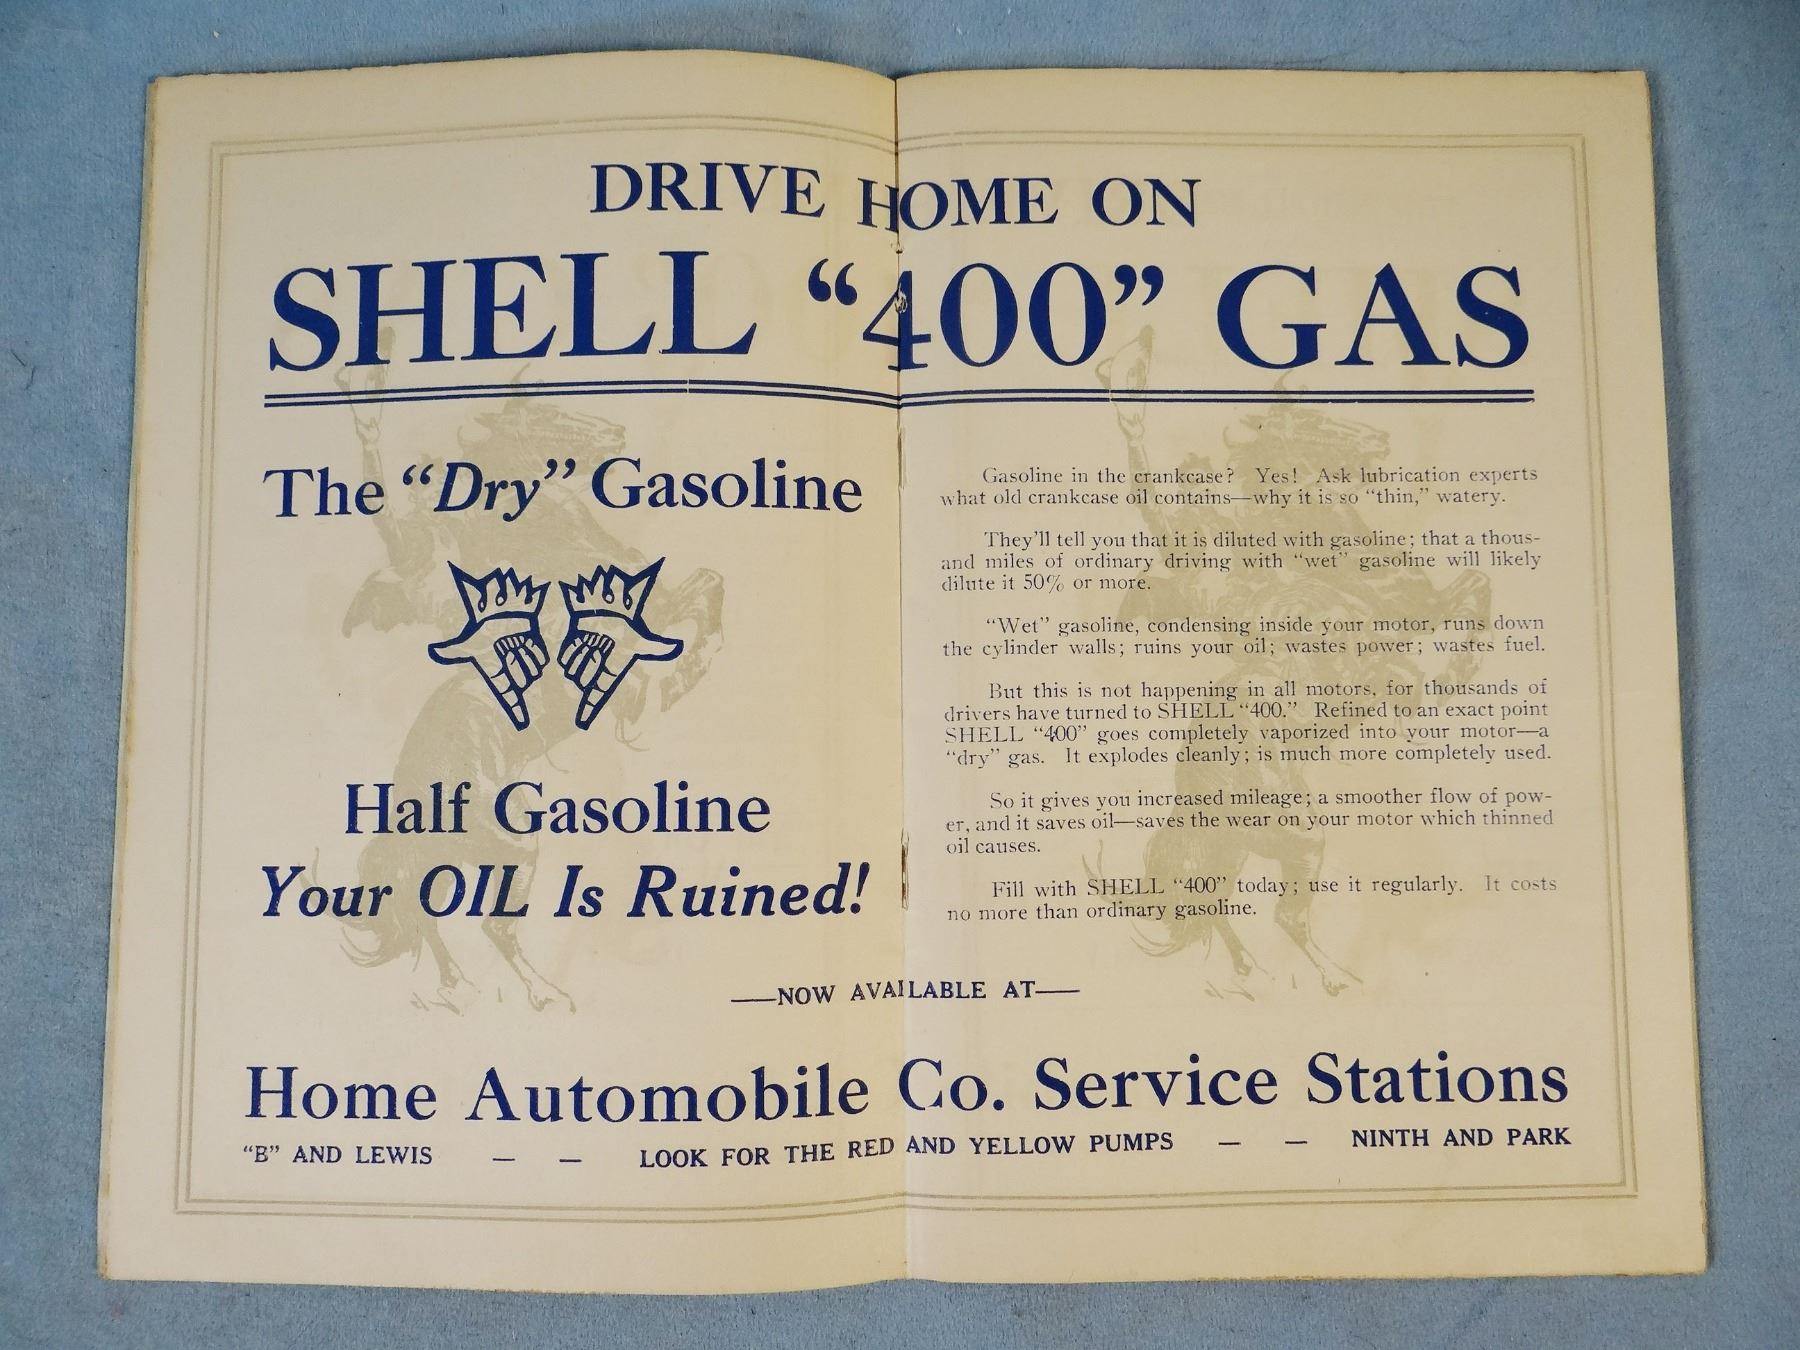 DRIVE HOME ON
SHELL “400” GAS
The “Dry” Gasoline
Half Gasoline
Your OIL Is Ruined!
Gasoline in the crankcase? Yes! Ask lubrication experts
what old crankcase oil contains—why it is so “thin,” watery.
They'll tell you that it is diluted with gasoline; that a thous-
and miles of ordinary driving with “wet” gasoline will likely
dilute it 50% or more.
“Wet” gasoline, condensing inside your motor, runs down
the cylinder walls; ruins your oil; wastes power; wastes fuel.
But this is not happening in all motors, for thousands of
drivers have turned to SHELL “400.” Refined to an exact point
SHELL “400” goes completely vaporized into your motor—a
“dry” gas. It explodes cleanly; is much more completely used.
So it gives you increased mileage; a smoother flow of pow-
er, and it saves oil—saves the wear on your motor which thinned
oil causes.
Fill with SHELL “400” today; use it regularly. It costs
no more than ordinary gasoline.
—NOW AVAILABLE AT—
Home Automobile Co. Service Stations
“B” AND LEWIS — — LOOK FOR THE RED AND YELLOW PUMPS — — NINTH AND PARK